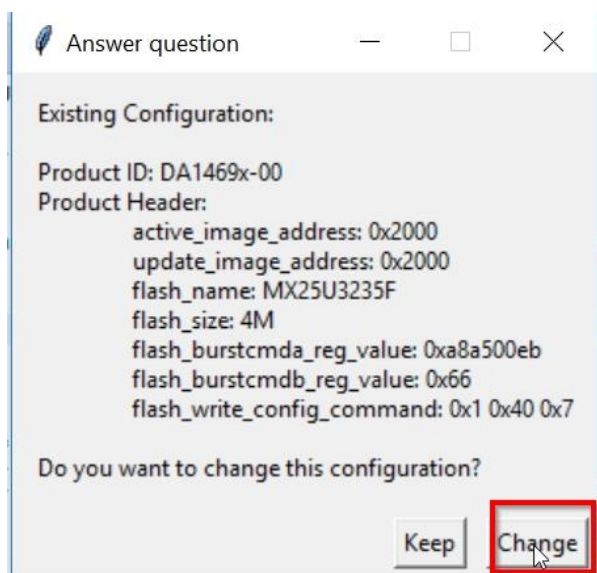 Answer question
Existing Configuration:
Product ID: DA1469x-00
Product Header:
active_image_address: 0x2000
update_image_address: 0x2000
flash_name: MX25U3235F
flash_size: 4M
flash_burstcmda_reg_value: 0xa8a500eb
flash_burstcmdb_reg_value: 0x66
flash_write_config_command: 0x1 0x40 0x7
Do you want to change this configuration?
Keep Change